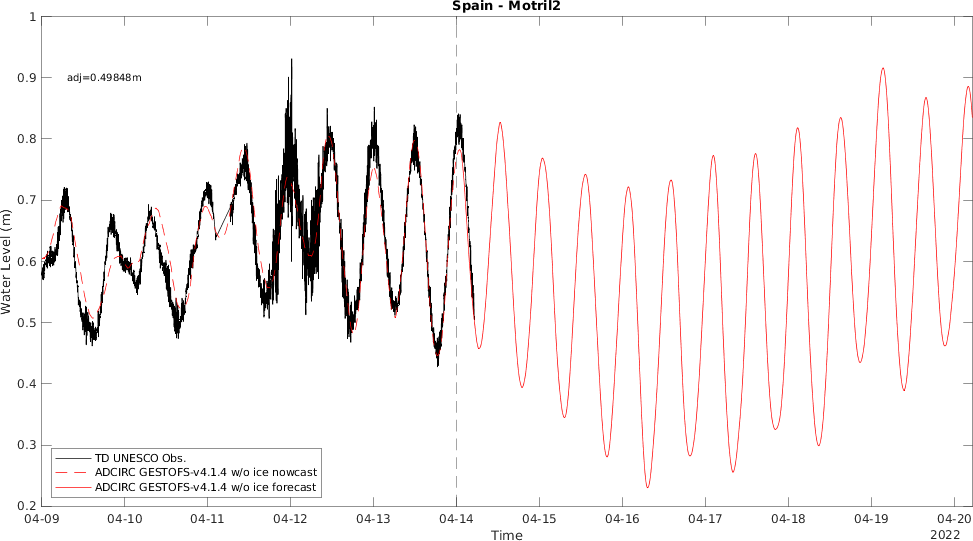 Spain - Motril2
1
0.9
0.8
0.7
0.6
0.5
0.4
0.3
0.2
Water Level (m)
adj=0.49848m
TD UNESCO Obs.
ADCIRC GESTOFS-v4.1.4 w/o ice nowcast
ADCIRC GESTOFS-v4.1.4 w/o ice forecast
04-09 04-10 04-11 04-12 04-13 04-14 04-15 04-16 04-17 04-18 04-19 04-20
Time
2022